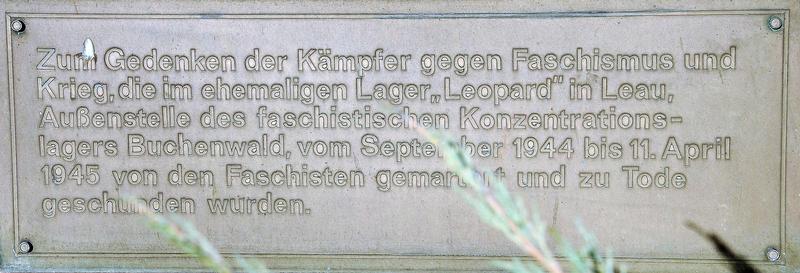 Zum Gedenken der Kämpfer gegen Faschismus und
Krieg, die im ehemaligen Lager „Leopard" in Leau,
Außenstelle des faschistischen Konzentrations-
lagers Buchenwald, vom September 1944 bis 11. April
1945 von den Faschisten gemartert und zu Tode
geschunden wurden.